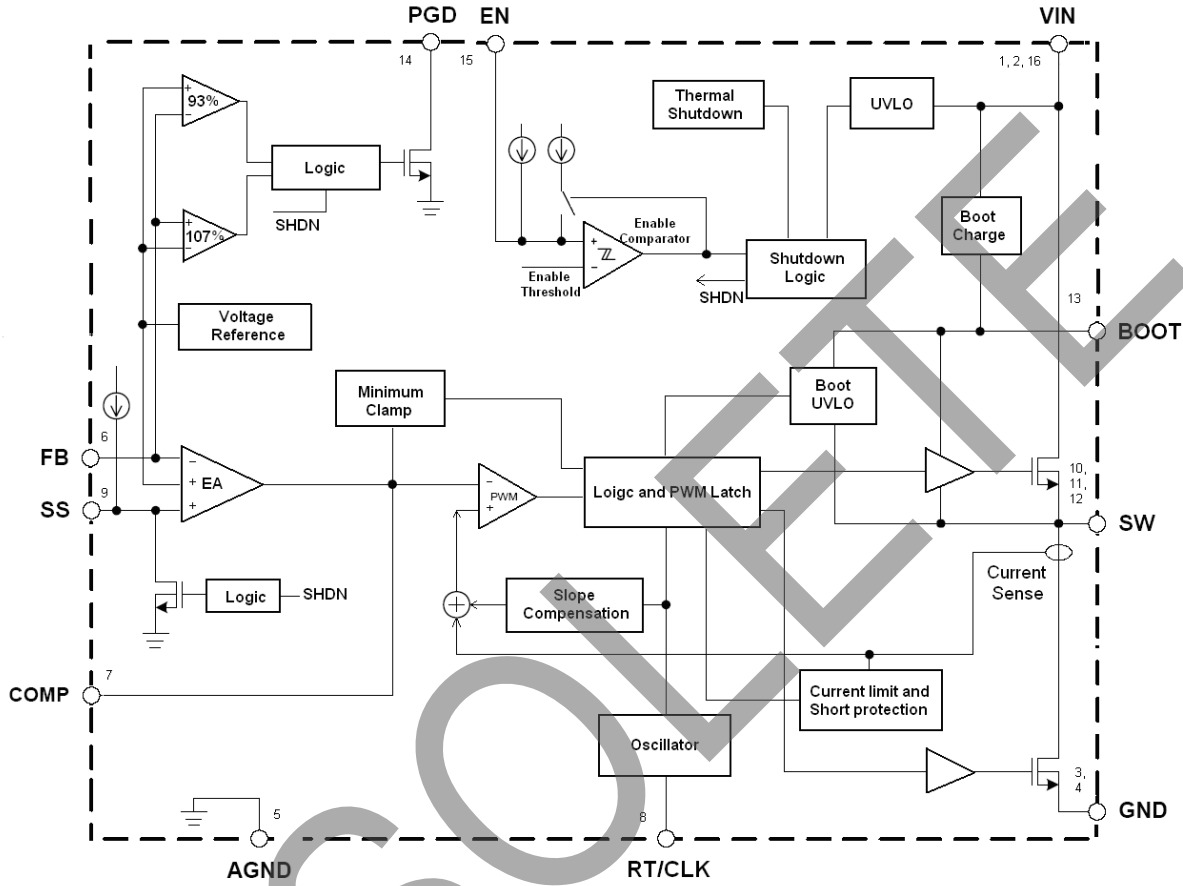 PGD EN VIN
14 15 1, 2, 16
+
93%
−
Thermal
Shutdown
UVLO
Logic
SHDN
+
107%
−
Boot
Charge
Enable
Comparator
+
−
Enable
Threshold
Shutdown
Logic
SHDN
13
BOOT
Voltage
Reference
Minimum
Clamp
Boot
UVLO
6
FB
−
+ EA
+
9
SS
−
PWM
+
Loigc and PWM Latch
10,
11,
12
SW
Current
Sense
Logic
SHDN
+
Slope
Compensation
7
COMP
Current limit and
Short protection
Oscillator
3,
4
GND
5
AGND
8
RT/CLK
SOLETE